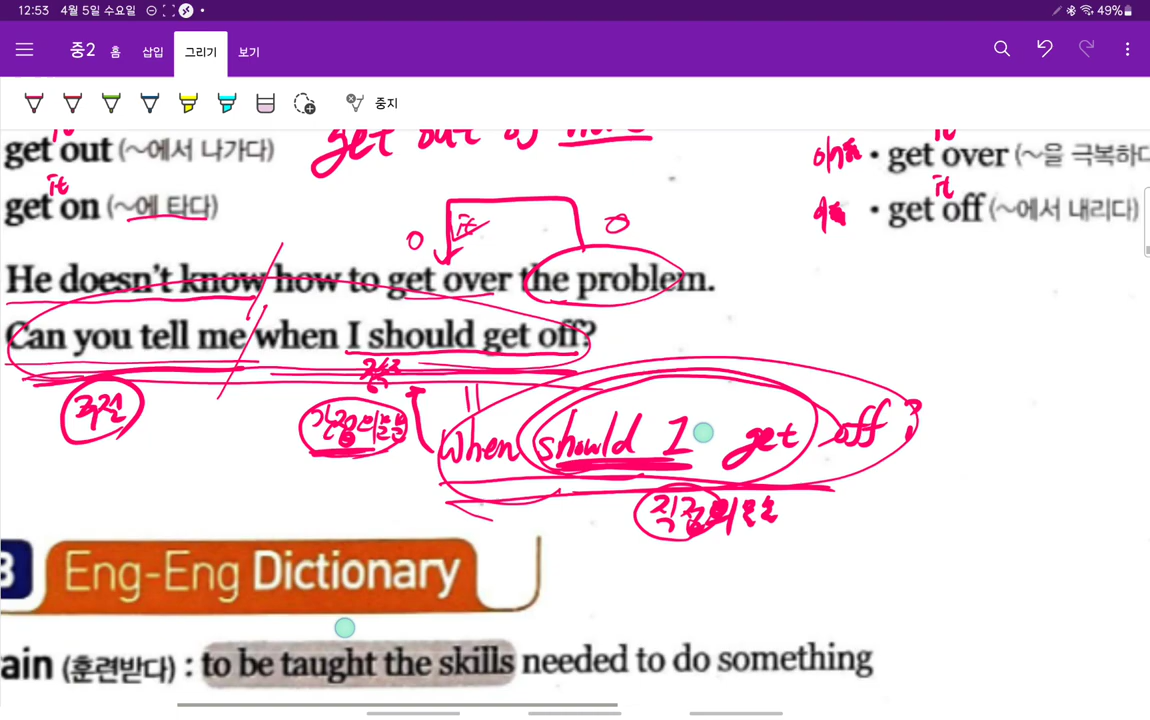 12:53 4월 5일 수요일 49%
중2 홈 삽입 그리기 보기
중지
get out of
it it
get out (~에서 나가다) • get over (~을 극복하
it it
get on (~에 타다) • get off (~에서 내리다)
it
He doesn't know how to get over the problem.
Can you tell me when I should get off?
주절 간접의문문 When should I get off?
직접의문문
3 Eng-Eng Dictionary
ain (훈련받다) : to be taught the skills needed to do something